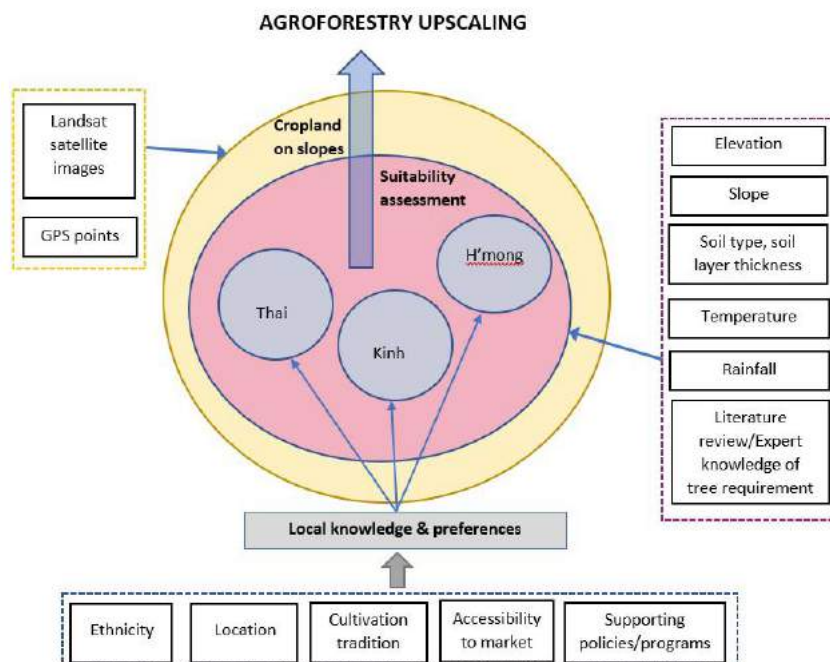 AGROFORESTRY UPSCALING
Landsat
satellite
images
GPS points
Cropland
on slopes
Suitability
assessment
H'mong
Thai
Kinh
Elevation
Slope
Soil type, soil
layer thickness
Temperature
Rainfall
Literature
review/Expert
knowledge of
tree requirement
Local knowledge & preferences
Ethnicity
Location
Cultivation
tradition
Accessibility
to market
Supporting
policies/programs